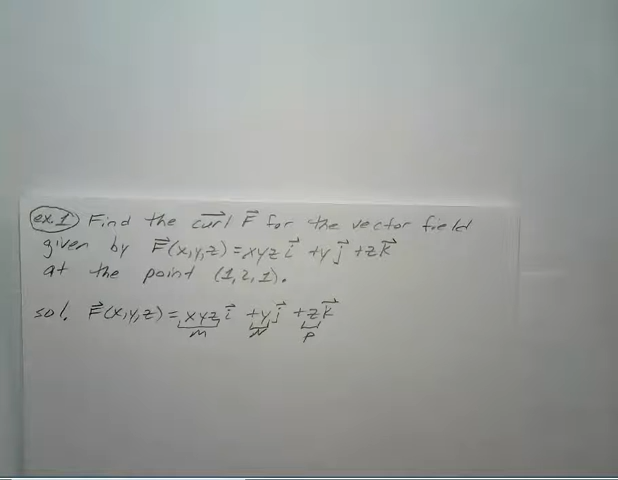 ex.1 Find the curl F⃗ for the vector field
given by F⃗(x,y,z) = xyz i⃗ + y j⃗ + z k⃗
at the point (1,2,1).
sol. F⃗(x,y,z) = xyz i⃗ + y j⃗ + z k⃗
M N P